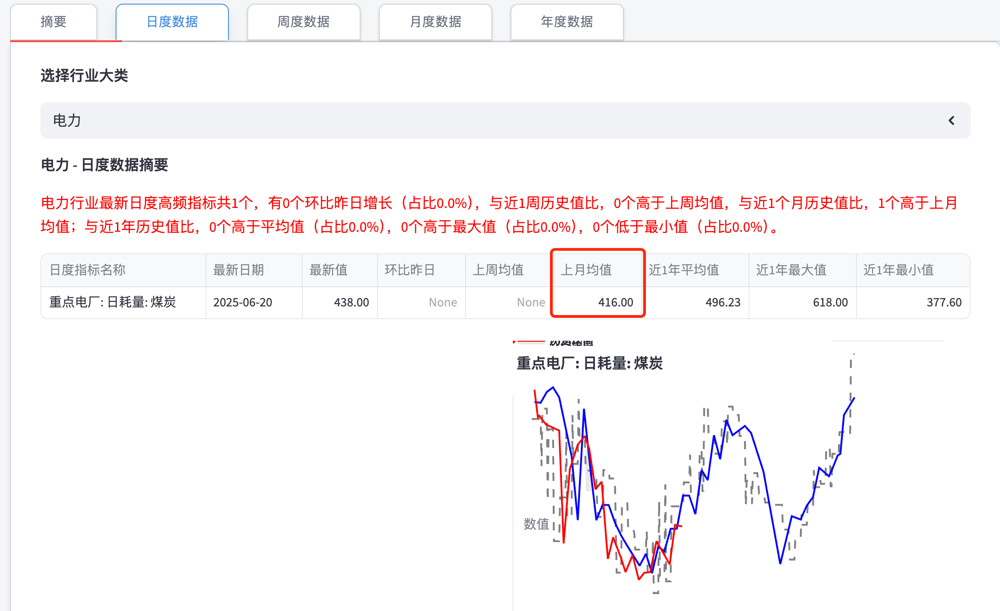 摘要 日度数据 周度数据 月度数据 年度数据
选择行业大类
电力
电力 - 日度数据摘要
电力行业最新日度高频指标共1个，有0个环比昨日增长（占比0.0%），与近1周历史值比，0个高于上周均值，与近1个月历史值比，1个高于上月
均值；与近1年历史值比，0个高于平均值（占比0.0%），0个高于最大值（占比0.0%），0个低于最小值（占比0.0%）。
日度指标名称 最新日期 最新值 环比昨日 上周均值 上月均值 近1年平均值 近1年最大值 近1年最小值
重点电厂: 日耗量: 煤炭 2025-06-20 438.00 None None 416.00 496.23 618.00 377.60
重点电厂: 日耗量: 煤炭
数值